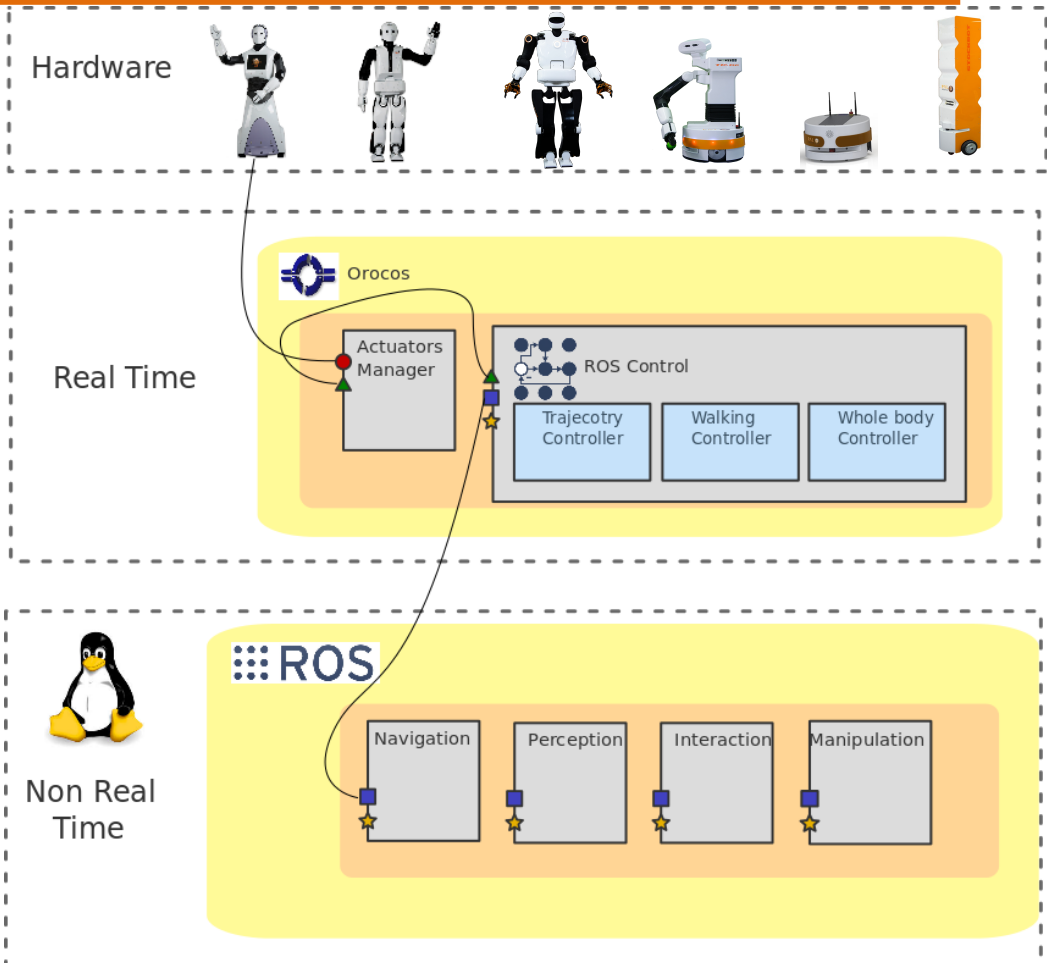 Hardware
Orocos
Real Time
Actuators
Manager
ROS Control
Trajecotry
Controller
Walking
Controller
Whole body
Controller
ROS
Non Real
Time
Navigation
Perception
Interaction
Manipulation